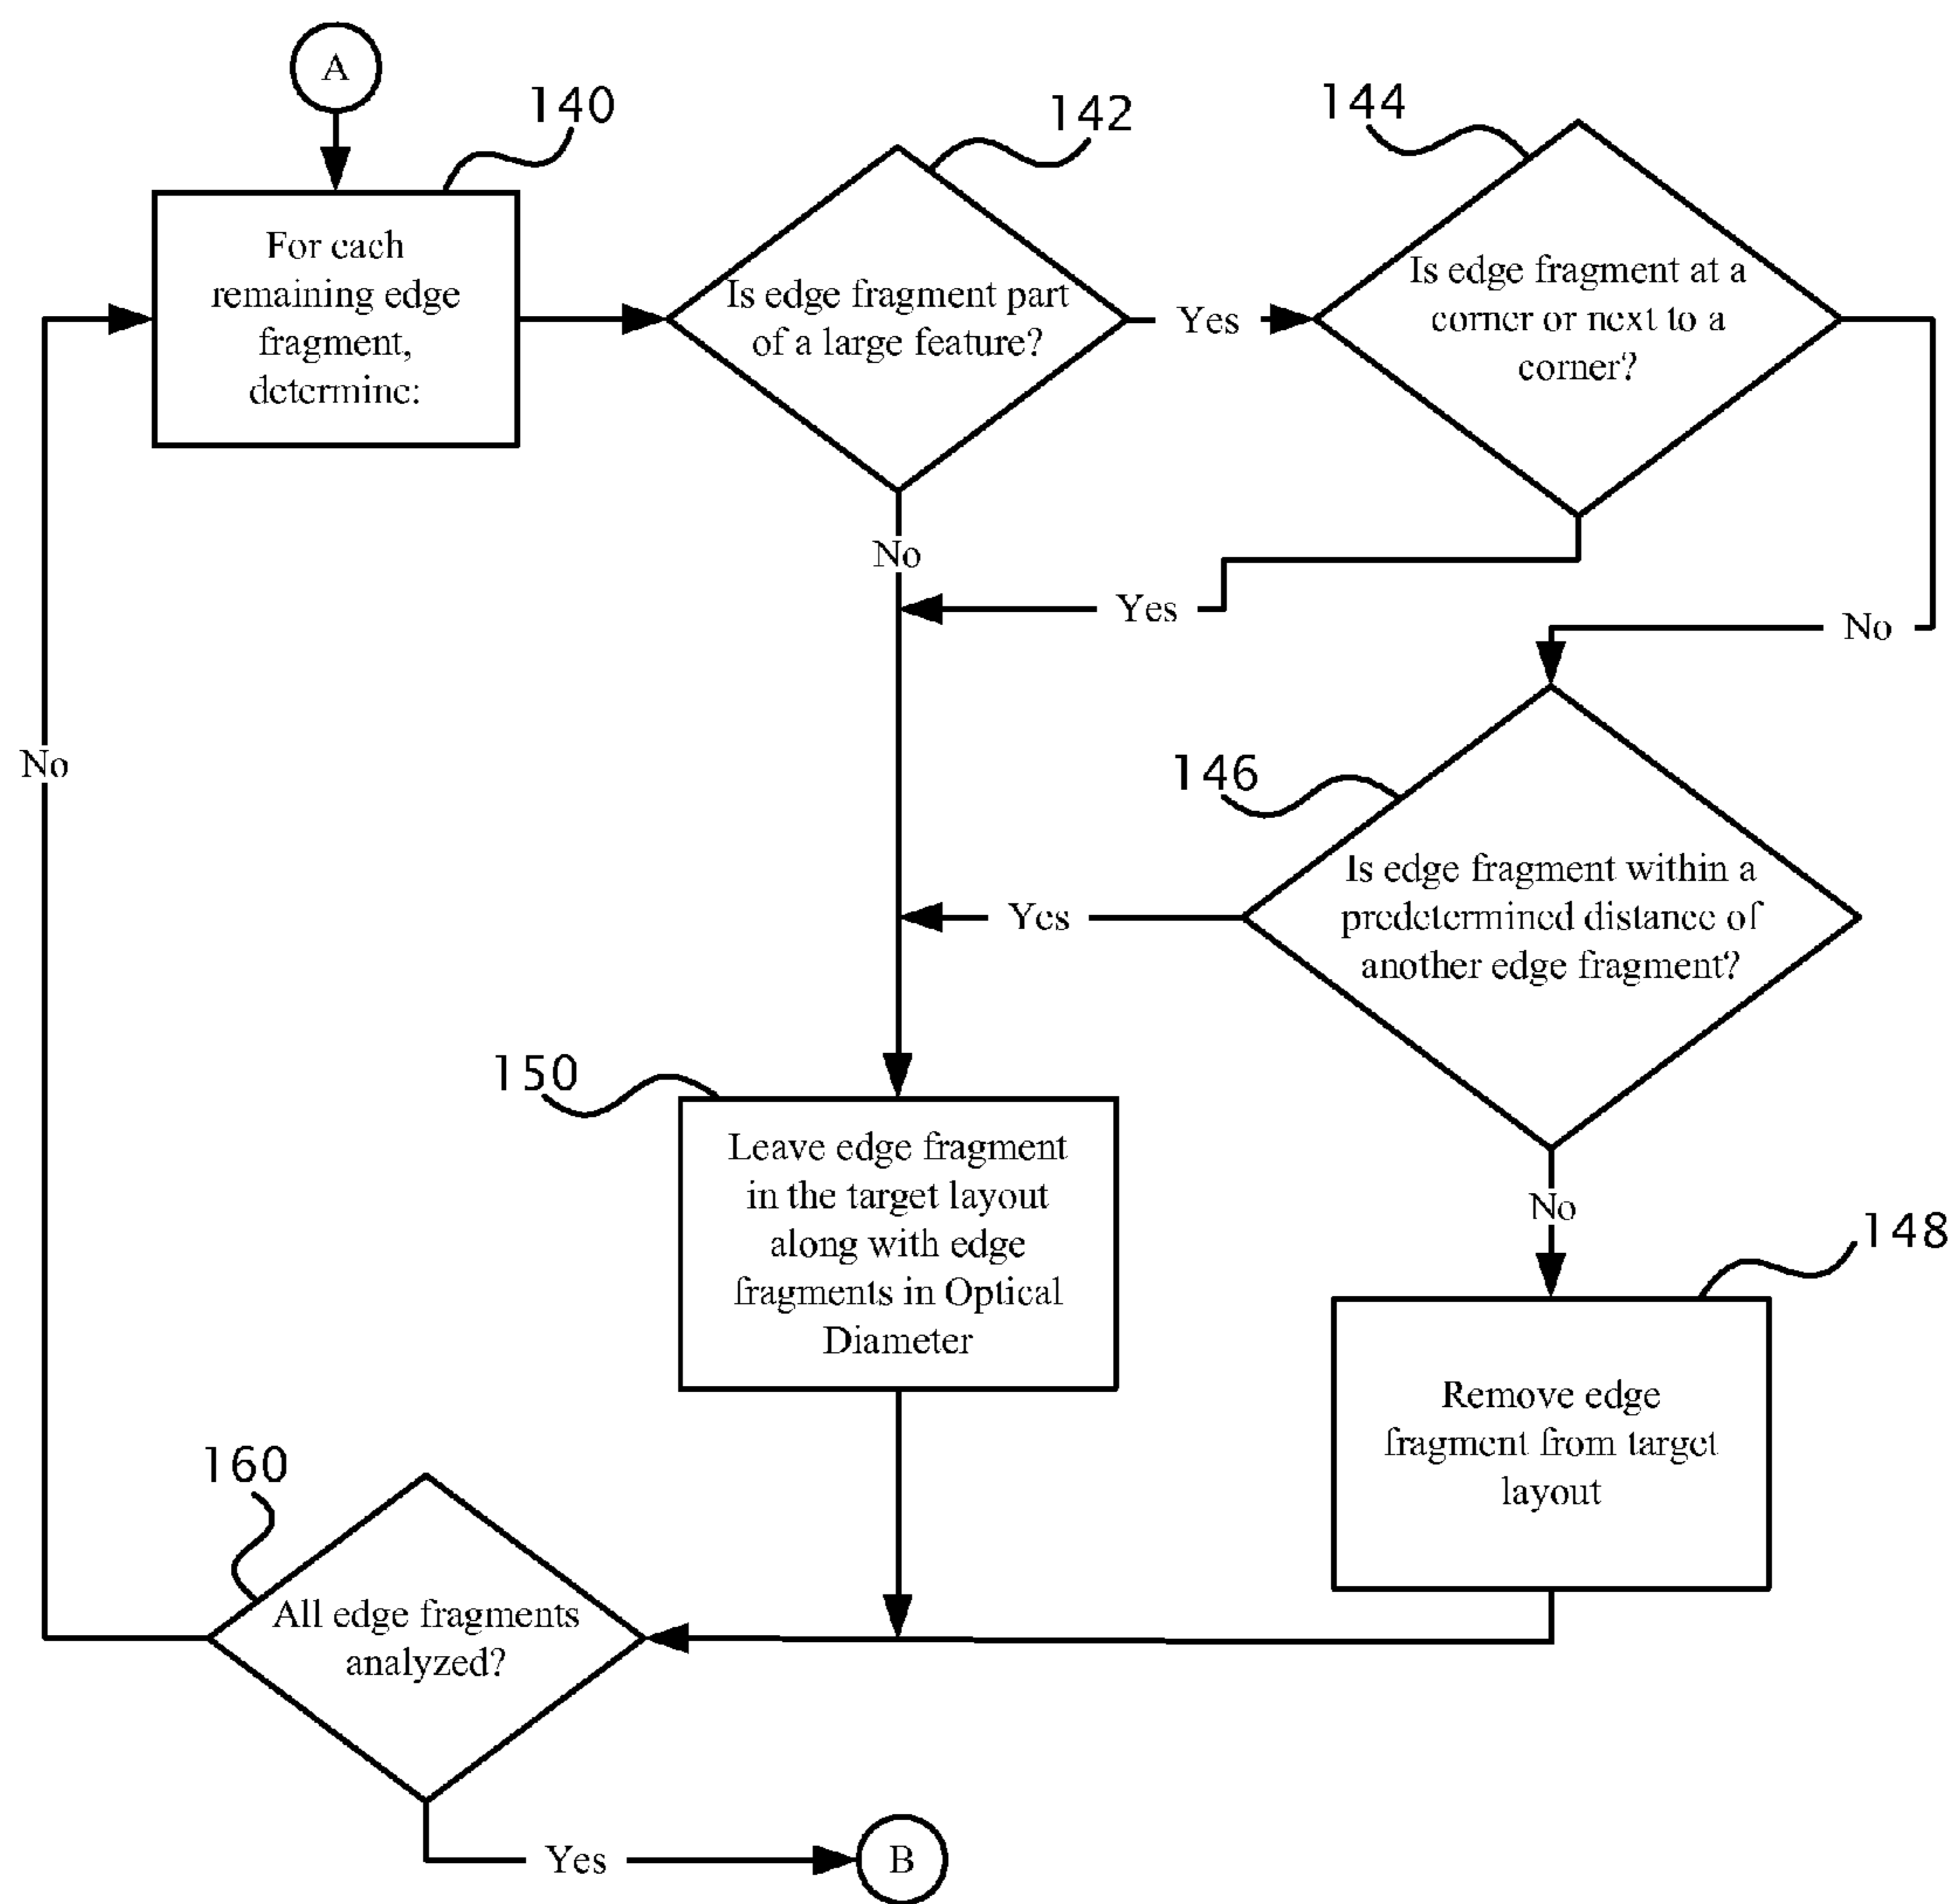 A
140
For each
remaining edge
fragment,
determine:
142
Is edge fragment part
of a large feature?
Yes
144
Is edge fragment at a
corner or next to a
corner?
No
Yes
No
No
146
Is edge fragment within a
predetermined distance of
another edge fragment?
Yes
No
150
Leave edge fragment
in the target layout
along with edge
fragments in Optical
Diameter
148
Remove edge
fragment from target
layout
160
All edge fragments
analyzed?
Yes
B